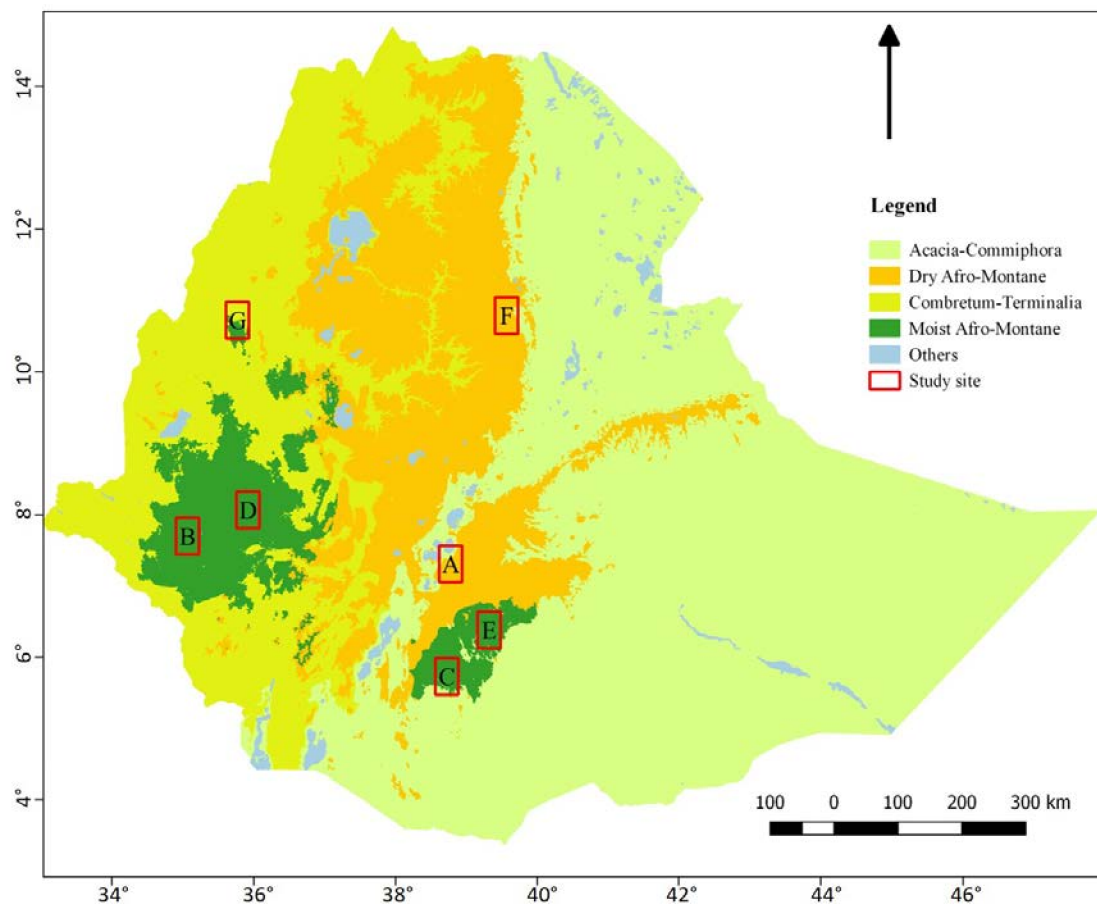 14°
12°
10°
8°
6°
4°
G
F
D
B
A
E
C
Legend
Acacia-Commiphora
Dry Afro-Montane
Combretum-Terminalia
Moist Afro-Montane
Others
Study site
100 0 100 200 300 km
34° 36° 38° 40° 42° 44° 46°